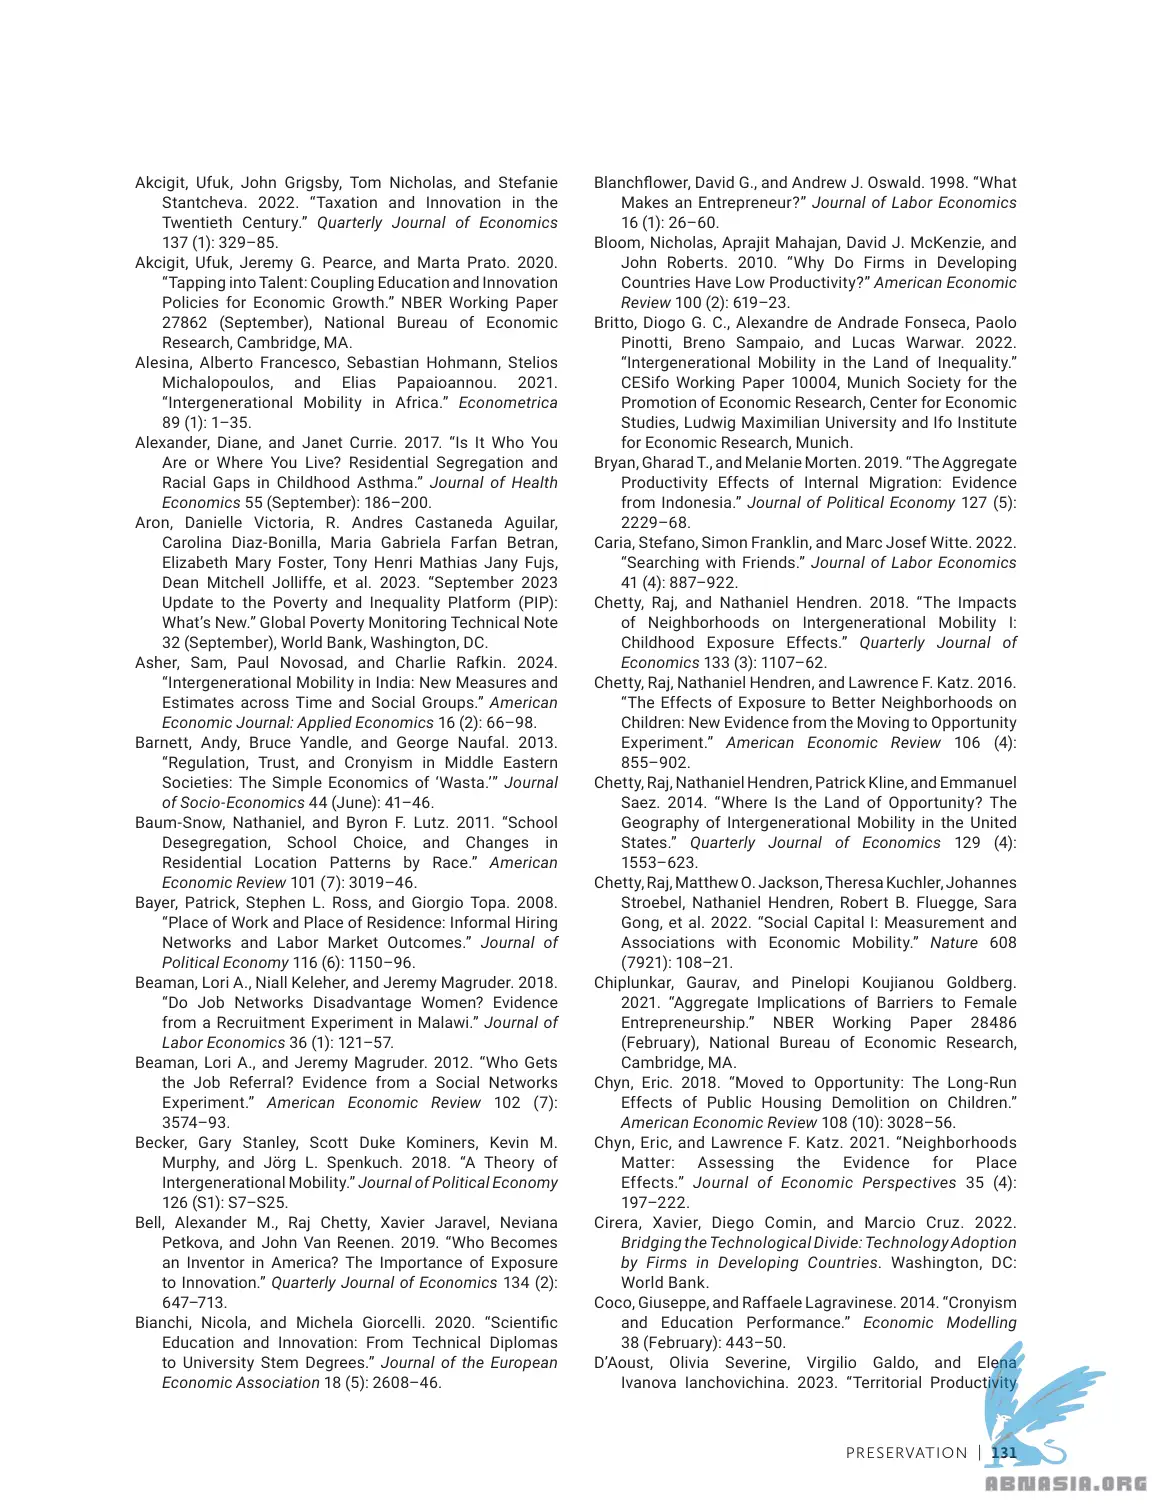 Akcigit, Ufuk, John Grigsby, Tom Nicholas, and Stefanie
Stantcheva. 2022. “Taxation and Innovation in the
Twentieth Century.” Quarterly Journal of Economics
137 (1): 329–85.
Akcigit, Ufuk, Jeremy G. Pearce, and Marta Prato. 2020.
“Tapping into Talent: Coupling Education and Innovation
Policies for Economic Growth.” NBER Working Paper
27862 (September), National Bureau of Economic
Research, Cambridge, MA.
Alesina, Alberto Francesco, Sebastian Hohmann, Stelios
Michalopoulos, and Elias Papaioannou. 2021.
“Intergenerational Mobility in Africa.” Econometrica
89 (1): 1–35.
Alexander, Diane, and Janet Currie. 2017. “Is It Who You
Are or Where You Live? Residential Segregation and
Racial Gaps in Childhood Asthma.” Journal of Health
Economics 55 (September): 186–200.
Aron, Danielle Victoria, R. Andres Castaneda Aguilar,
Carolina Diaz-Bonilla, Maria Gabriela Farfan Betran,
Elizabeth Mary Foster, Tony Henri Mathias Jany Fujs,
Dean Mitchell Jolliffe, et al. 2023. “September 2023
Update to the Poverty and Inequality Platform (PIP):
What’s New.” Global Poverty Monitoring Technical Note
32 (September), World Bank, Washington, DC.
Asher, Sam, Paul Novosad, and Charlie Rafkin. 2024.
“Intergenerational Mobility in India: New Measures and
Estimates across Time and Social Groups.” American
Economic Journal: Applied Economics 16 (2): 66–98.
Barnett, Andy, Bruce Yandle, and George Naufal. 2013.
“Regulation, Trust, and Cronyism in Middle Eastern
Societies: The Simple Economics of ‘Wasta.’” Journal
of Socio-Economics 44 (June): 41–46.
Baum-Snow, Nathaniel, and Byron F. Lutz. 2011. “School
Desegregation, School Choice, and Changes in
Residential Location Patterns by Race.” American
Economic Review 101 (7): 3019–46.
Bayer, Patrick, Stephen L. Ross, and Giorgio Topa. 2008.
“Place of Work and Place of Residence: Informal Hiring
Networks and Labor Market Outcomes.” Journal of
Political Economy 116 (6): 1150–96.
Beaman, Lori A., Niall Keleher, and Jeremy Magruder. 2018.
“Do Job Networks Disadvantage Women? Evidence
from a Recruitment Experiment in Malawi.” Journal of
Labor Economics 36 (1): 121–57.
Beaman, Lori A., and Jeremy Magruder. 2012. “Who Gets
the Job Referral? Evidence from a Social Networks
Experiment.” American Economic Review 102 (7):
3574–93.
Becker, Gary Stanley, Scott Duke Kominers, Kevin M.
Murphy, and Jörg L. Spenkuch. 2018. “A Theory of
Intergenerational Mobility.” Journal of Political Economy
126 (S1): S7–S25.
Bell, Alexander M., Raj Chetty, Xavier Jaravel, Neviana
Petkova, and John Van Reenen. 2019. “Who Becomes
an Inventor in America? The Importance of Exposure
to Innovation.” Quarterly Journal of Economics 134 (2):
647–713.
Bianchi, Nicola, and Michela Giorcelli. 2020. “Scientific
Education and Innovation: From Technical Diplomas
to University Stem Degrees.” Journal of the European
Economic Association 18 (5): 2608–46.
Blanchflower, David G., and Andrew J. Oswald. 1998. “What
Makes an Entrepreneur?” Journal of Labor Economics
16 (1): 26–60.
Bloom, Nicholas, Aprajit Mahajan, David J. McKenzie, and
John Roberts. 2010. “Why Do Firms in Developing
Countries Have Low Productivity?” American Economic
Review 100 (2): 619–23.
Britto, Diogo G. C., Alexandre de Andrade Fonseca, Paolo
Pinotti, Breno Sampaio, and Lucas Warwar. 2022.
“Intergenerational Mobility in the Land of Inequality.”
CESifo Working Paper 10004, Munich Society for the
Promotion of Economic Research, Center for Economic
Studies, Ludwig Maximilian University and Ifo Institute
for Economic Research, Munich.
Bryan, Gharad T., and Melanie Morten. 2019. “The Aggregate
Productivity Effects of Internal Migration: Evidence
from Indonesia.” Journal of Political Economy 127 (5):
2229–68.
Caria, Stefano, Simon Franklin, and Marc Josef Witte. 2022.
“Searching with Friends.” Journal of Labor Economics
41 (4): 887–922.
Chetty, Raj, and Nathaniel Hendren. 2018. “The Impacts
of Neighborhoods on Intergenerational Mobility I:
Childhood Exposure Effects.” Quarterly Journal of
Economics 133 (3): 1107–62.
Chetty, Raj, Nathaniel Hendren, and Lawrence F. Katz. 2016.
“The Effects of Exposure to Better Neighborhoods on
Children: New Evidence from the Moving to Opportunity
Experiment.” American Economic Review 106 (4):
855–902.
Chetty, Raj, Nathaniel Hendren, Patrick Kline, and Emmanuel
Saez. 2014. “Where Is the Land of Opportunity? The
Geography of Intergenerational Mobility in the United
States.” Quarterly Journal of Economics 129 (4):
1553–623.
Chetty, Raj, Matthew O. Jackson, Theresa Kuchler, Johannes
Stroebel, Nathaniel Hendren, Robert B. Fluegge, Sara
Gong, et al. 2022. “Social Capital I: Measurement and
Associations with Economic Mobility.” Nature 608
(7921): 108–21.
Chiplunkar, Gaurav, and Pinelopi Koujianou Goldberg.
2021. “Aggregate Implications of Barriers to Female
Entrepreneurship.” NBER Working Paper 28486
(February), National Bureau of Economic Research,
Cambridge, MA.
Chyn, Eric. 2018. “Moved to Opportunity: The Long-Run
Effects of Public Housing Demolition on Children.”
American Economic Review 108 (10): 3028–56.
Chyn, Eric, and Lawrence F. Katz. 2021. “Neighborhoods
Matter: Assessing the Evidence for Place
Effects.” Journal of Economic Perspectives 35 (4):
197–222.
Cirera, Xavier, Diego Comin, and Marcio Cruz. 2022.
Bridging the Technological Divide: Technology Adoption
by Firms in Developing Countries. Washington, DC:
World Bank.
Coco, Giuseppe, and Raffaele Lagravinese. 2014. “Cronyism
and Education Performance.” Economic Modelling
38 (February): 443–50.
D’Aoust, Olivia Severine, Virgilio Galdo, and Elena
Ivanova Ianchovichina. 2023. “Territorial Productivity
PRESERVATION | 131
ABNASIA.ORG